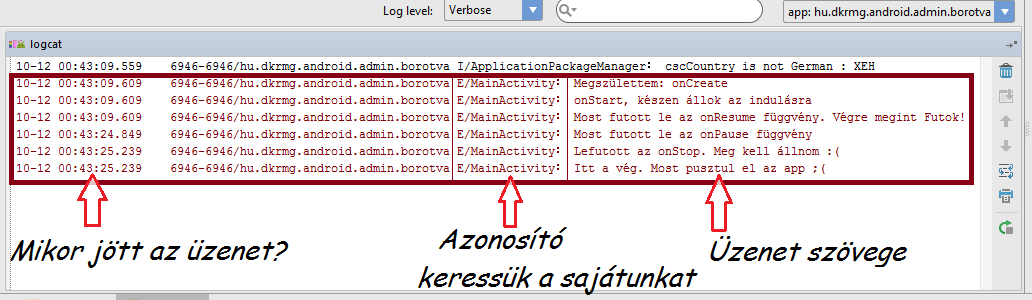 Log level: Verbose app: hu.dkrmg.android.admin.borotva
logcat
10-12 00:43:09.559 6946-6946/hu.dkrmg.android.admin.borotva I/ApplicationPackageManager: cscCountry is not German : XEH
10-12 00:43:09.609 6946-6946/hu.dkrmg.android.admin.borotva E/MainActivity: Megszülettem: onCreate
10-12 00:43:09.609 6946-6946/hu.dkrmg.android.admin.borotva E/MainActivity: onStart, készen állok az indulásra
10-12 00:43:09.609 6946-6946/hu.dkrmg.android.admin.borotva E/MainActivity: Most futott le az onResume függvény. Végre megint Futok!
10-12 00:43:24.849 6946-6946/hu.dkrmg.android.admin.borotva E/MainActivity: Most futott le az onPause függvény
10-12 00:43:25.239 6946-6946/hu.dkrmg.android.admin.borotva E/MainActivity: Lefutott az onStop. Meg kell állnom :(
10-12 00:43:25.239 6946-6946/hu.dkrmg.android.admin.borotva E/MainActivity: Itt a vég. Most pusztul el az app ;(
Mikor jött az üzenet?
Azonosító
keressük a sajátunkat
Üzenet szövege